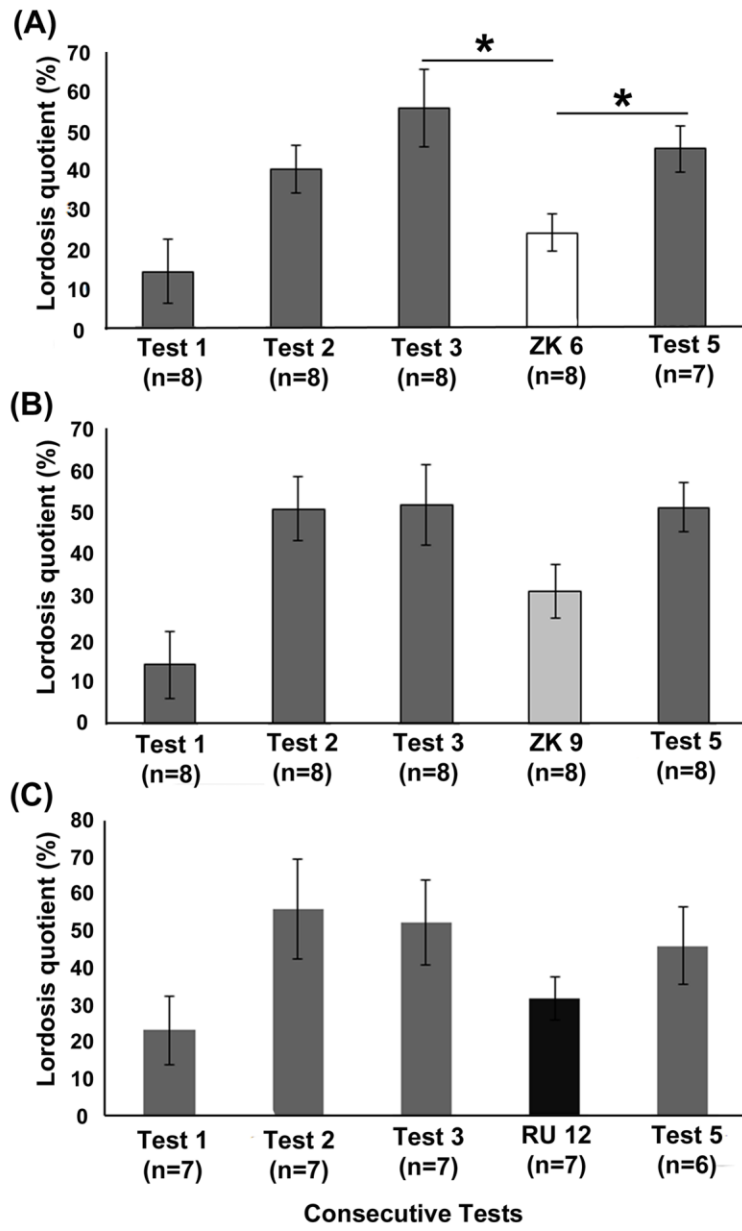 (A)
Lordosis quotient (%)
70
60
50
40
30
20
10
0
* *
Test 1 Test 2 Test 3 ZK 6 Test 5
(n=8) (n=8) (n=8) (n=8) (n=7)
(B)
Lordosis quotient (%)
70
60
50
40
30
20
10
0
Test 1 Test 2 Test 3 ZK 9 Test 5
(n=8) (n=8) (n=8) (n=8) (n=8)
(C)
Lordosis quotient (%)
80
70
60
50
40
30
20
10
0
Test 1 Test 2 Test 3 RU 12 Test 5
(n=7) (n=7) (n=7) (n=7) (n=6)
Consecutive Tests